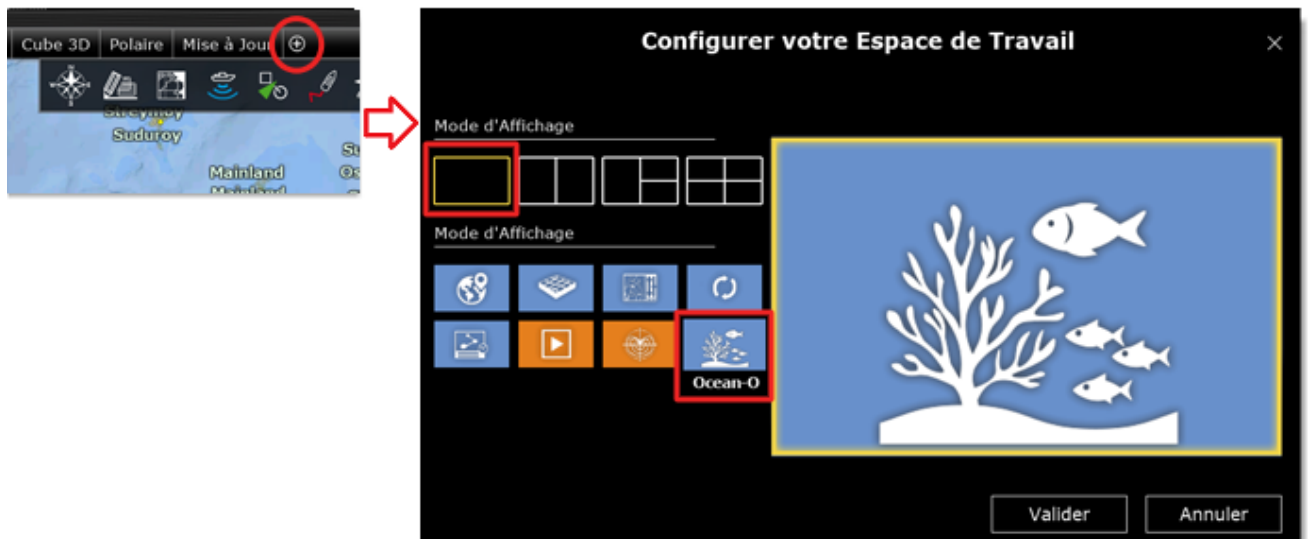 Cube 3D Polaire Mise à Jour
Streymoy
Suduroy
Mainland
Mainland
Configurer votre Espace de Travail
Mode d'Affichage
Mode d'Affichage
Ocean-O
Valider Annuler